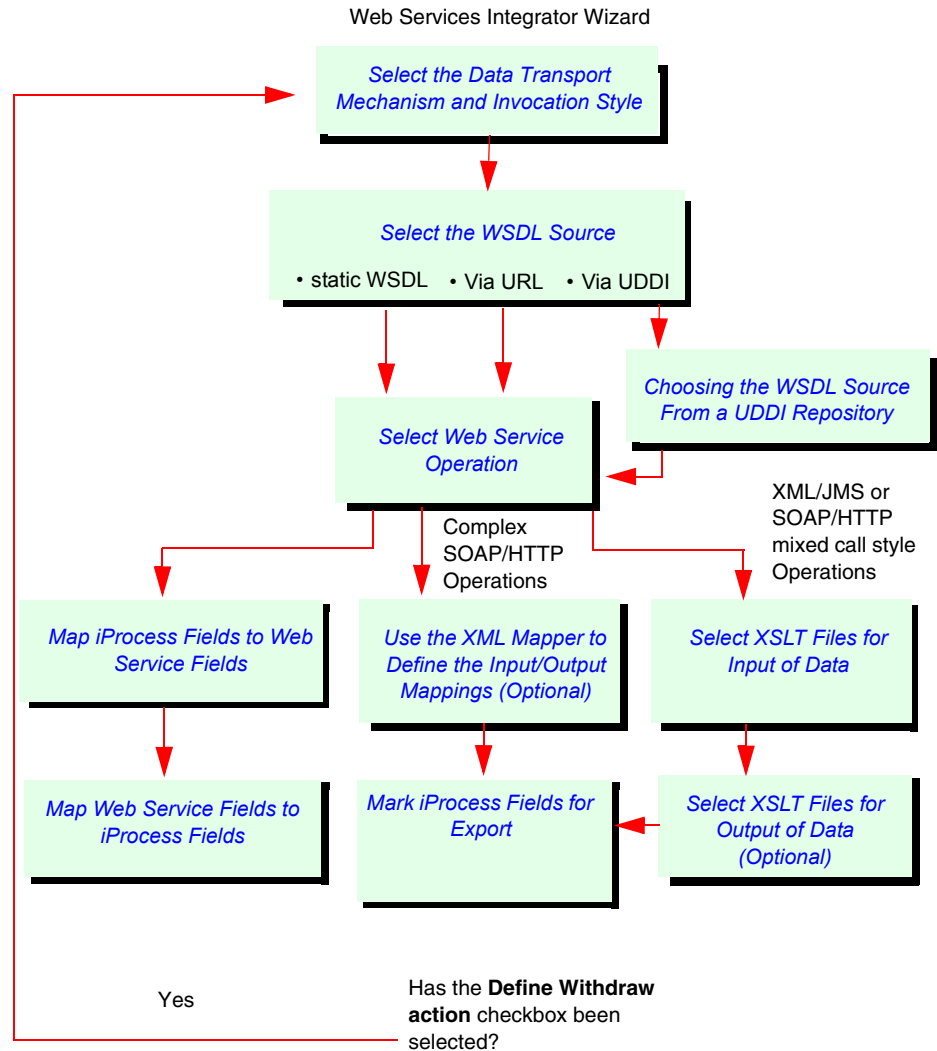 Web Services Integrator Wizard
Select the Data Transport
Mechanism and Invocation Style
Select the WSDL Source
• static WSDL • Via URL • Via UDDI
Choosing the WSDL Source
From a UDDI Repository
Select Web Service
Operation
Complex
SOAP/HTTP
Operations
XML/JMS or
SOAP/HTTP
mixed call style
Operations
Map iProcess Fields to Web
Service Fields
Use the XML Mapper to
Define the Input/Output
Mappings (Optional)
Select XSLT Files for
Input of Data
Map Web Service Fields to
iProcess Fields
Mark iProcess Fields for
Export
Select XSLT Files for
Output of Data
(Optional)
Yes
Has the Define Withdraw
action checkbox been
selected?